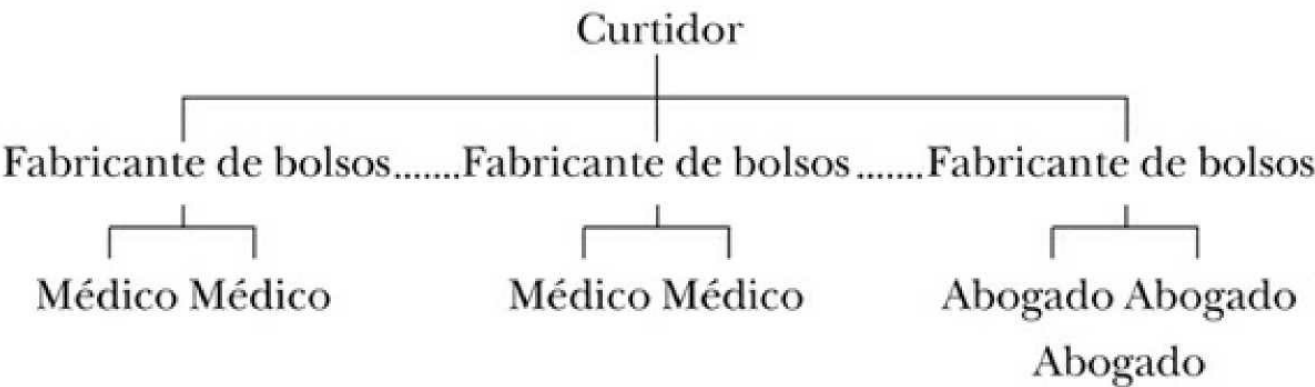 Curtidor
Fabricante de bolsos.......Fabricante de bolsos.......Fabricante de bolsos
Médico Médico Médico Médico Abogado Abogado
Abogado